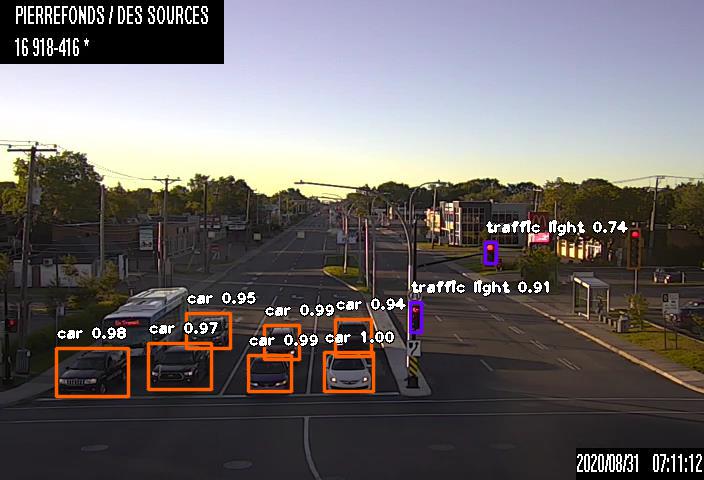 PIERREFONDS / DES SOURCES
16 918-416 *
traffic light 0.74
traffic light 0.91
car 0.95
car 0.99
car 0.94
car 0.98
car 0.97
car 0.99
car 1.00
2020/08/31 07:11:12